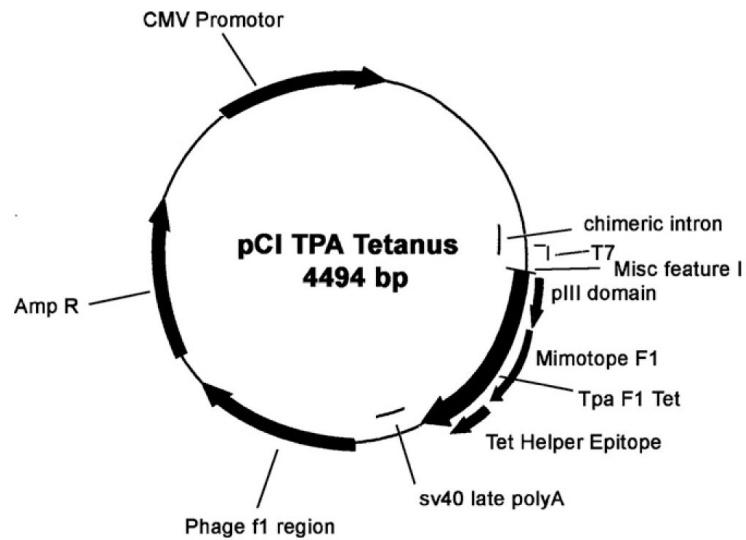 CMV Promotor
pCI TPA Tetanus
4494 bp
chimeric intron
T7
Misc feature I
pIII domain
Amp R
Mimotope F1
Tpa F1 Tet
Tet Helper Epitope
sv40 late polyA
Phage f1 region